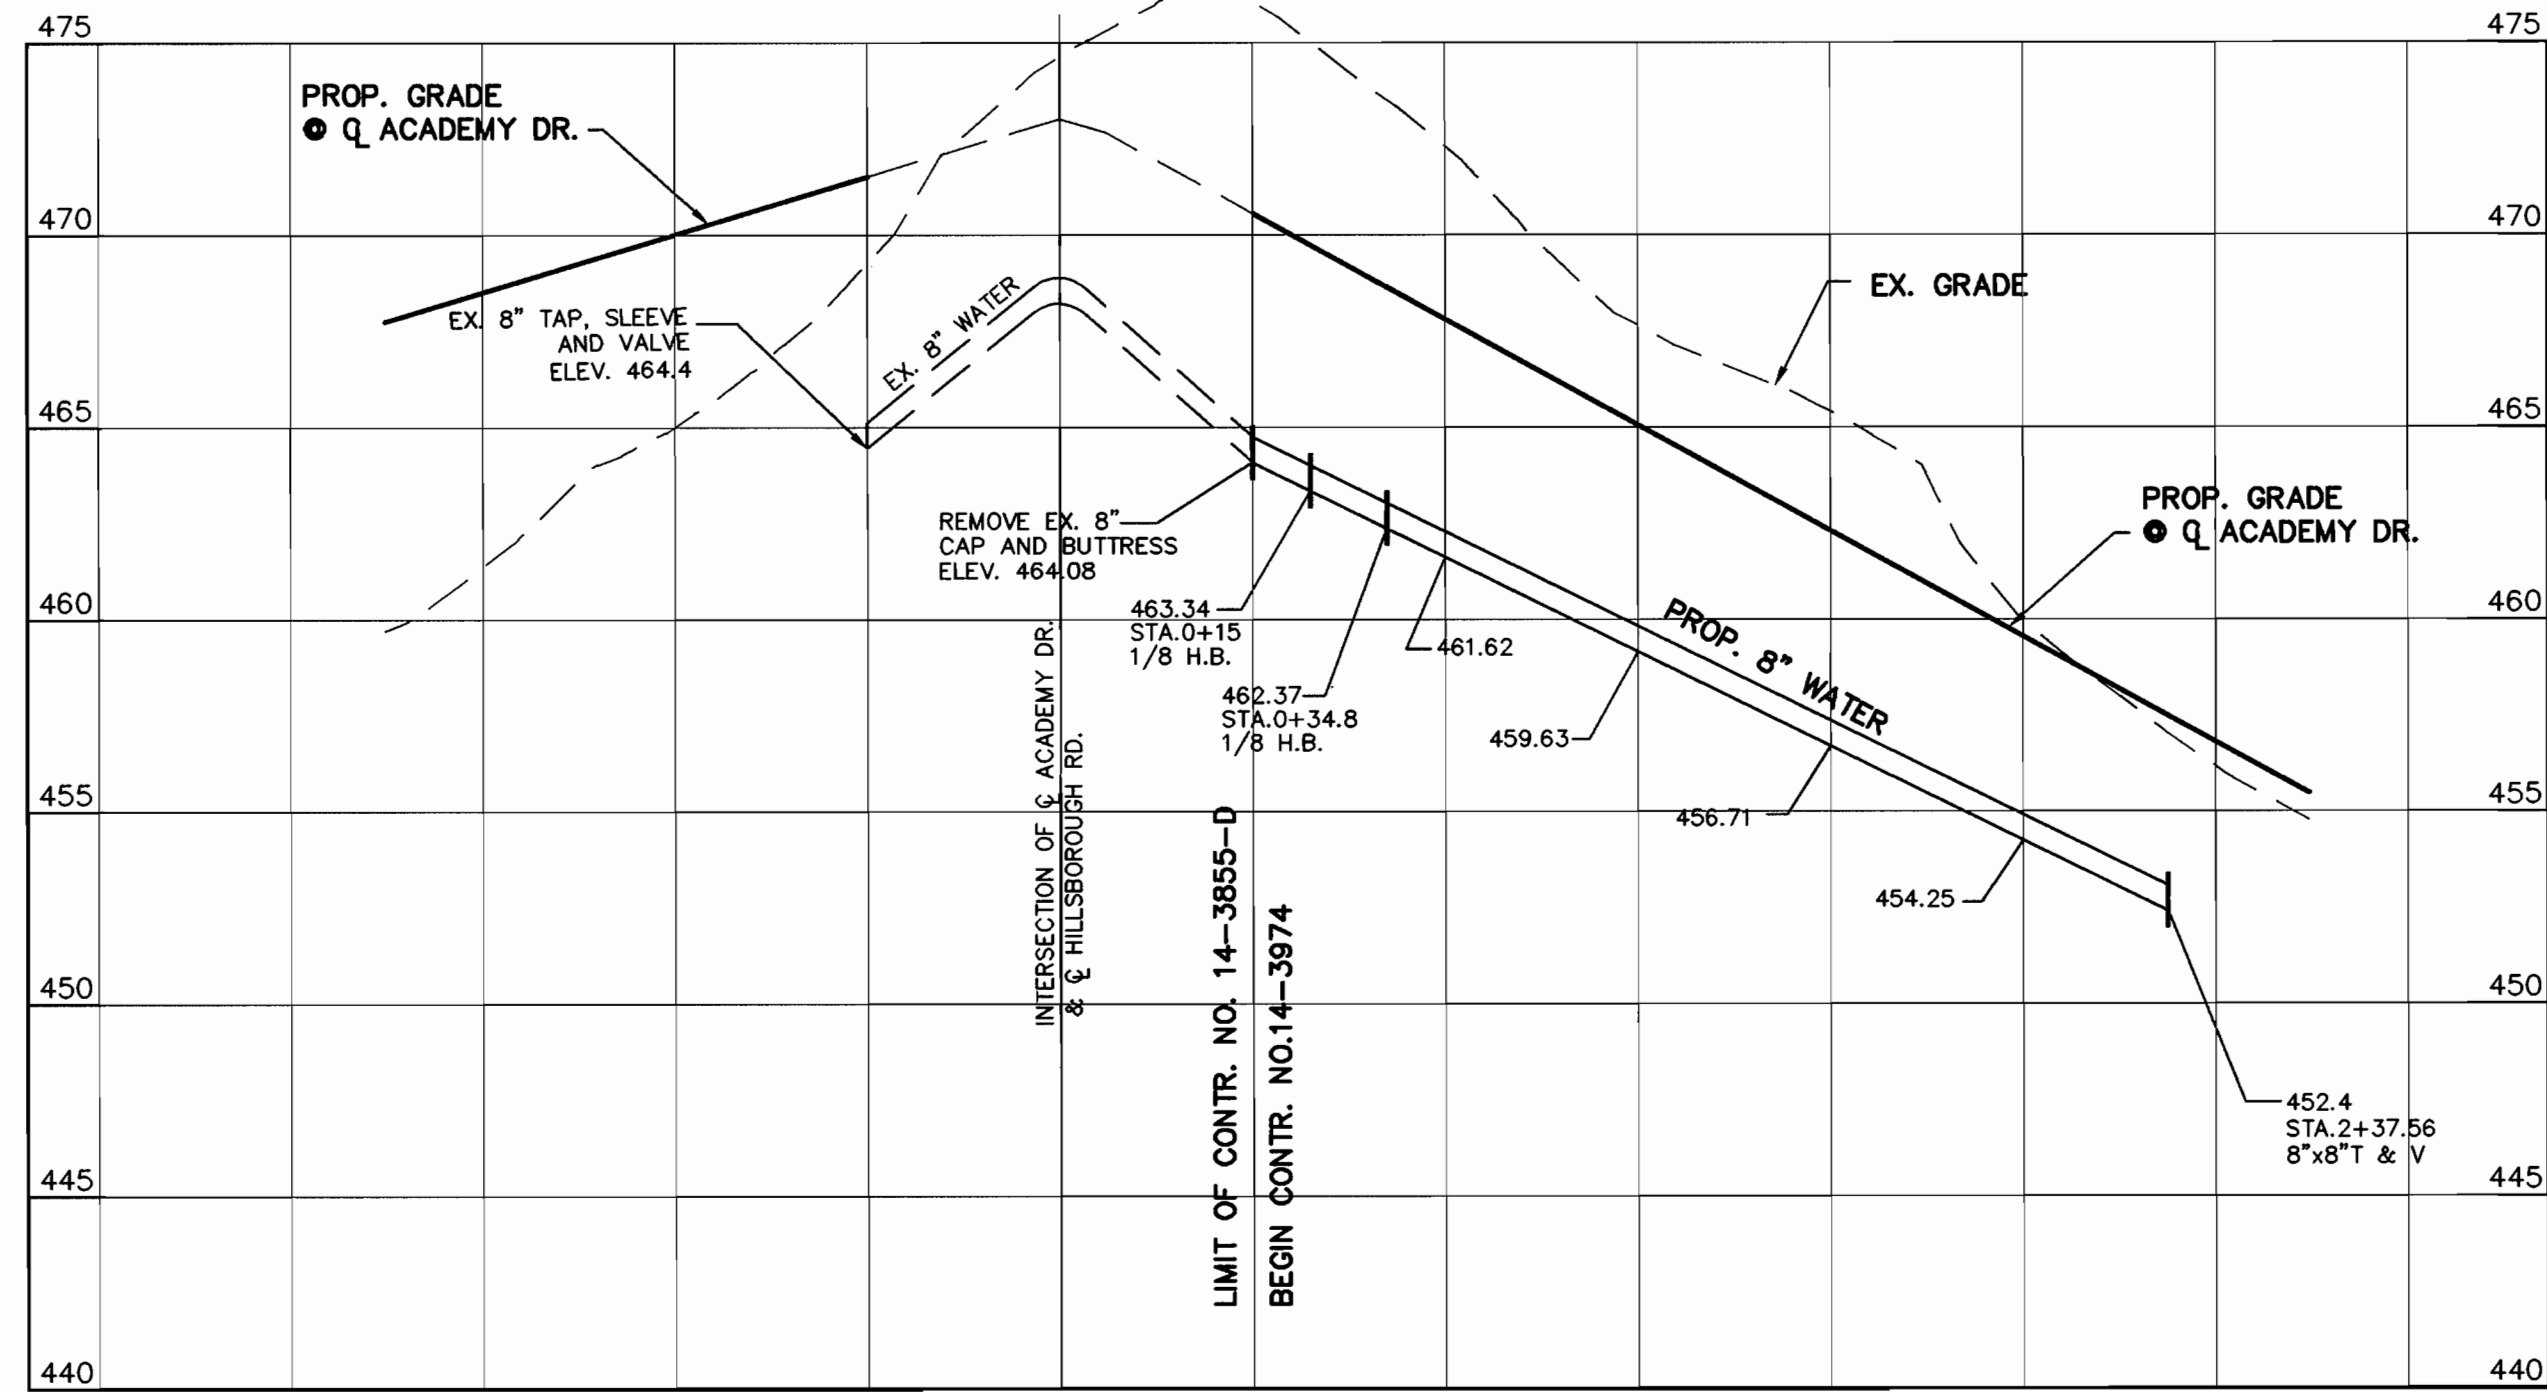 475
475
PROP. GRADE
@ ℄ ACADEMY DR.
470
470
EX. GRADE
EX. 8" TAP, SLEEVE
AND VALVE
ELEV. 464.4
EX. 8" WATER
465
465
PROP. GRADE
@ ℄ ACADEMY DR.
REMOVE EX. 8"
CAP AND BUTTRESS
ELEV. 464.08
460
460
463.34
STA.0+15
1/8 H.B.
461.62
PROP. 8" WATER
462.37
STA.0+34.8
1/8 H.B.
459.63
INTERSECTION OF ℄ ACADEMY DR.
& ℄ HILLSBOROUGH RD.
455
455
456.71
454.25
LIMIT OF CONTR. NO. 14-3855-D
BEGIN CONTR. NO.14-3974
450
450
452.4
STA.2+37.56
8"x8"T & V
445
445
440
440